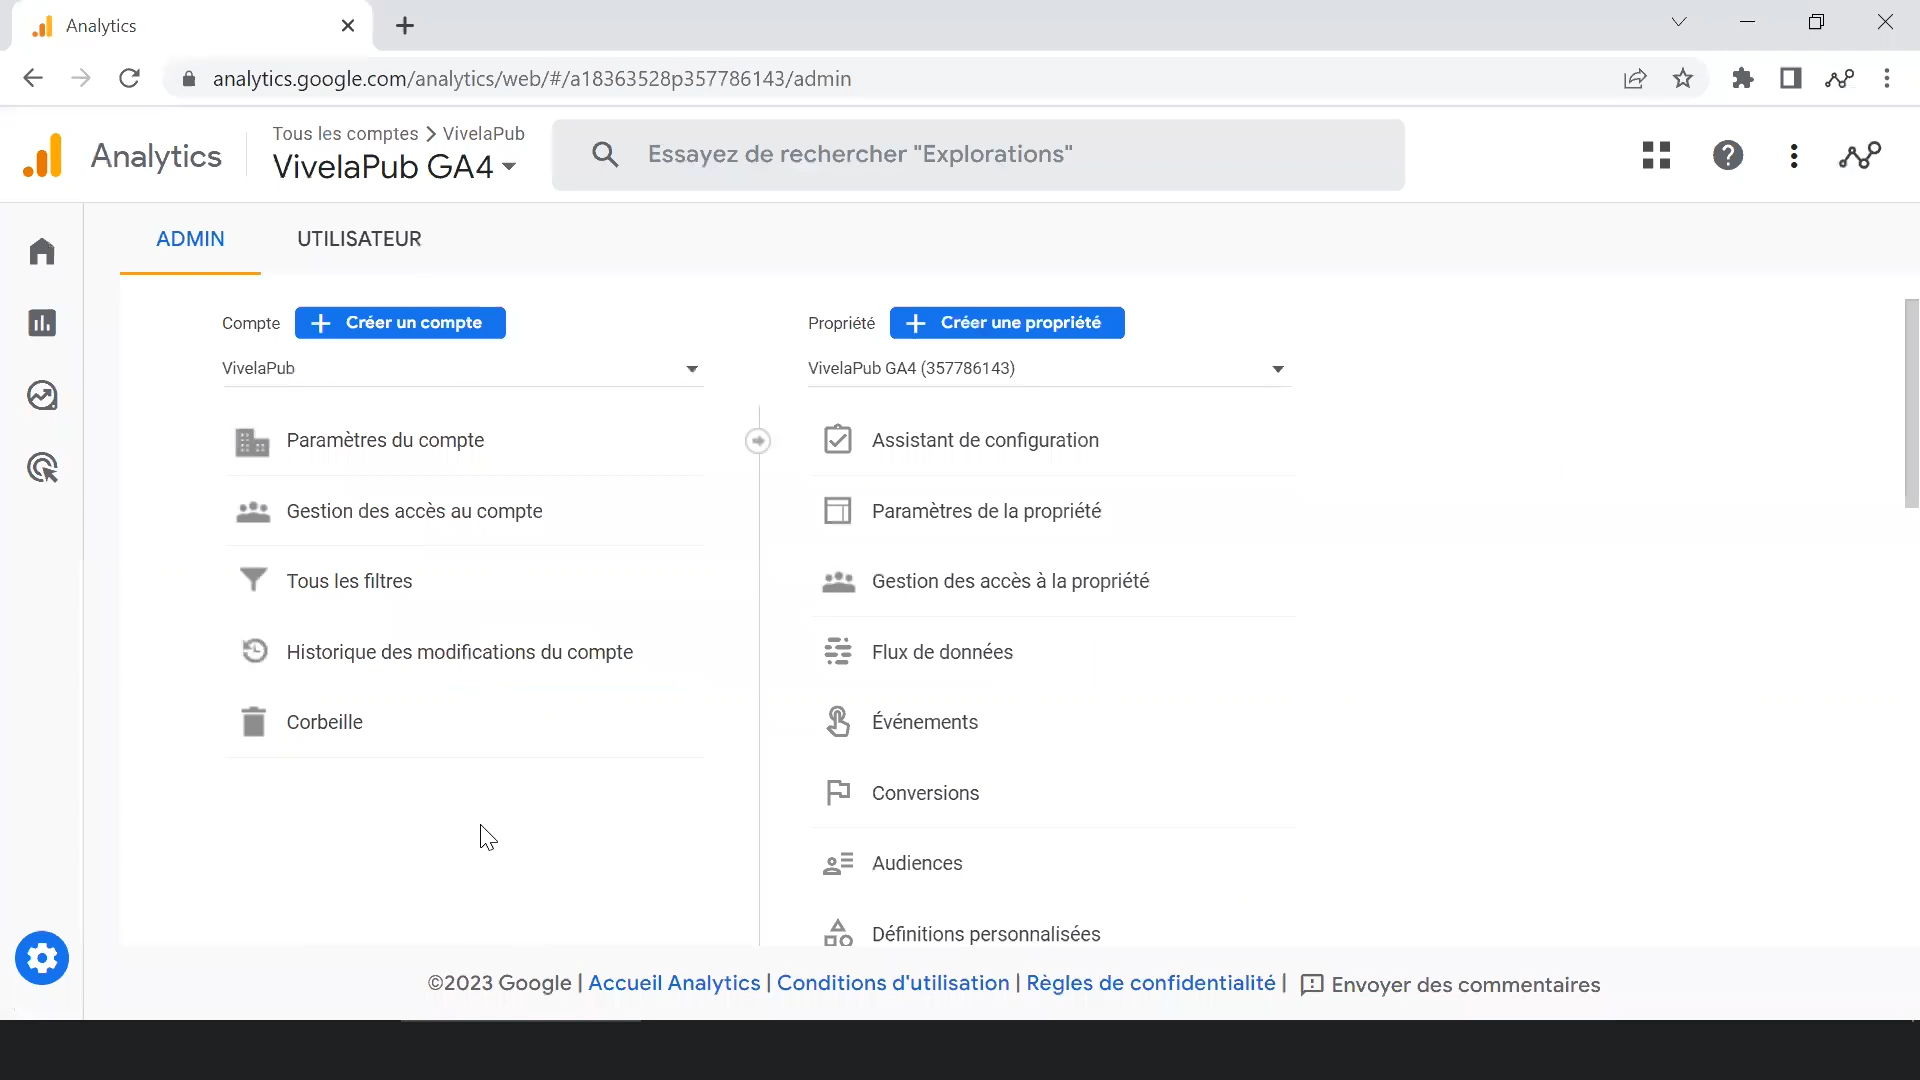 Analytics
analytics.google.com/analytics/web/#/a18363528p357786143/admin
Analytics
Tous les comptes > VivelaPub
VivelaPub GA4
Essayez de rechercher "Explorations"
ADMIN
UTILISATEUR
Compte
Créer un compte
VivelaPub
Paramètres du compte
Gestion des accès au compte
Tous les filtres
Historique des modifications du compte
Corbeille
Propriété
Créer une propriété
VivelaPub GA4 (357786143)
Assistant de configuration
Paramètres de la propriété
Gestion des accès à la propriété
Flux de données
Événements
Conversions
Audiences
Définitions personnalisées
©2023 Google | Accueil Analytics | Conditions d'utilisation | Règles de confidentialité | Envoyer des commentaires